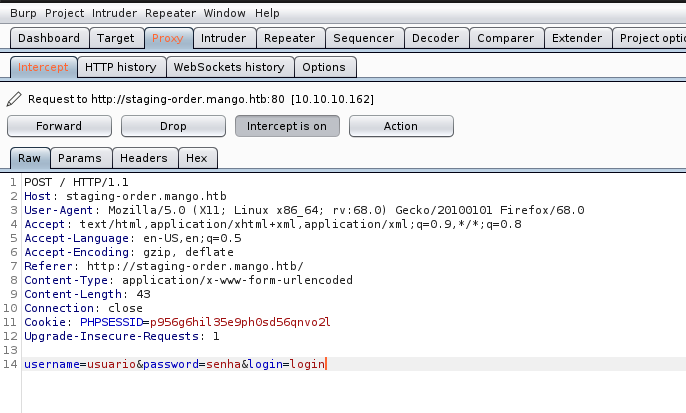 Burp Project Intruder Repeater Window Help
Dashboard Target Proxy Intruder Repeater Sequencer Decoder Comparer Extender Project optio
Intercept HTTP history WebSockets history Options
Request to http://staging-order.mango.htb:80 [10.10.10.162]
Forward Drop Intercept is on Action
Raw Params Headers Hex
1 POST / HTTP/1.1
2 Host: staging-order.mango.htb
3 User-Agent: Mozilla/5.0 (X11; Linux x86_64; rv:68.0) Gecko/20100101 Firefox/68.0
4 Accept: text/html,application/xhtml+xml,application/xml;q=0.9,*/*;q=0.8
5 Accept-Language: en-US,en;q=0.5
6 Accept-Encoding: gzip, deflate
7 Referer: http://staging-order.mango.htb/
8 Content-Type: application/x-www-form-urlencoded
9 Content-Length: 43
10 Connection: close
11 Cookie: PHPSESSID=p956g6hil35e9ph0sd56qnvo2l
12 Upgrade-Insecure-Requests: 1
13
14 username=usuario&password=senha&login=login